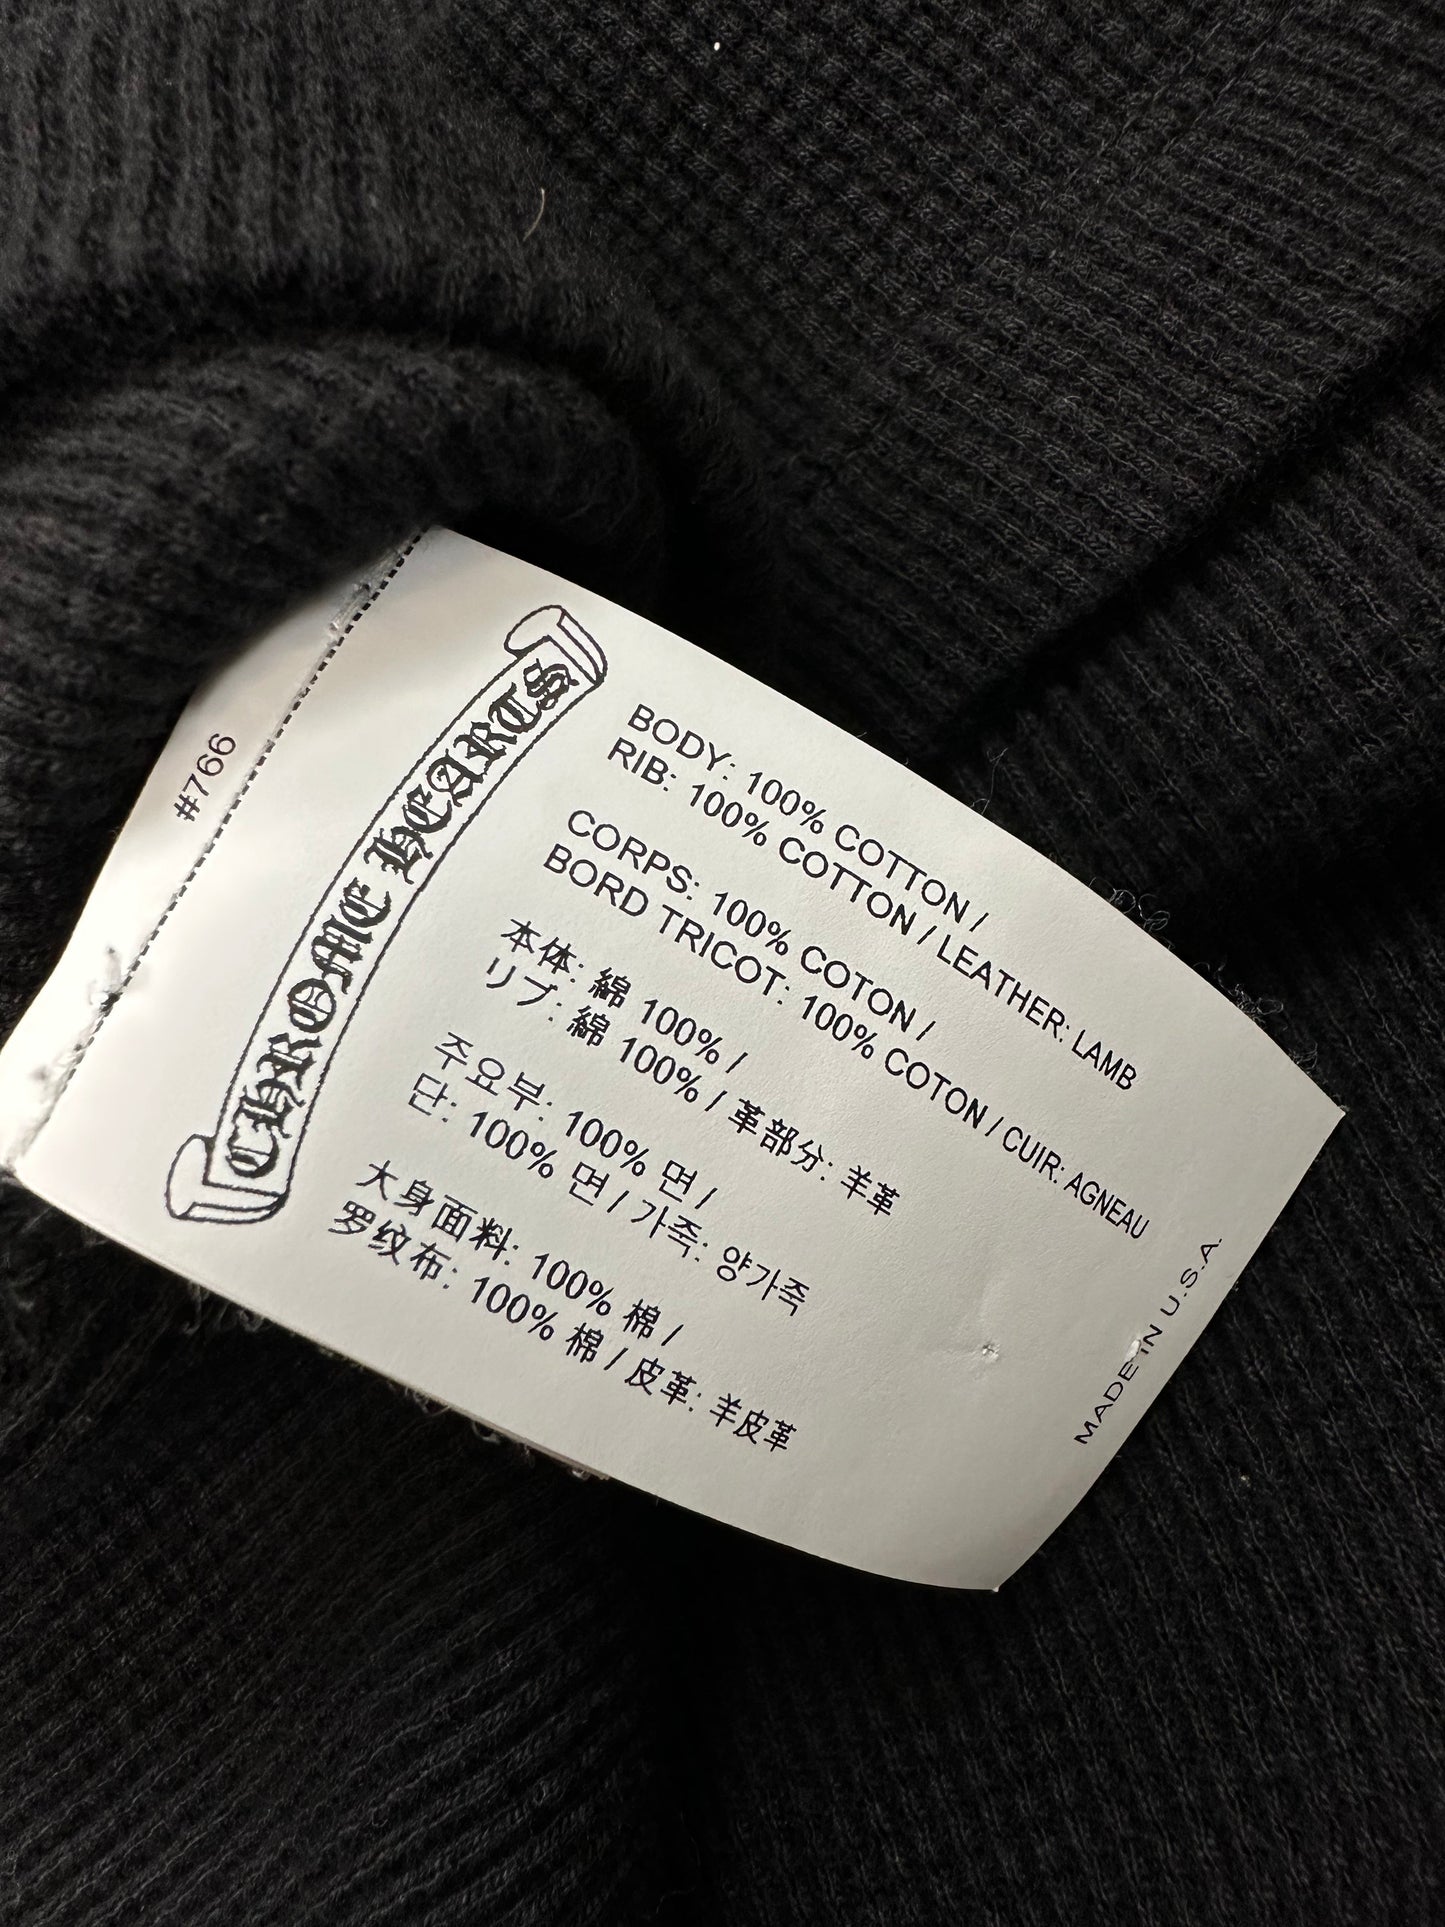 #766
CHROME HEARTS
BODY: 100% COTTON /
RIB: 100% COTTON / LEATHER: LAMB
CORPS: 100% COTON /
BORD TRICOT: 100% COTON / CUIR: AGNEAU
本体: 綿 100% /
リブ: 綿 100% / 革部分: 羊革
주요부: 100% 면 /
단: 100% 면 / 가죽: 양가죽
大身面料: 100% 棉 /
罗纹布: 100% 棉 / 皮革: 羊皮革
MADE IN U.S.A.